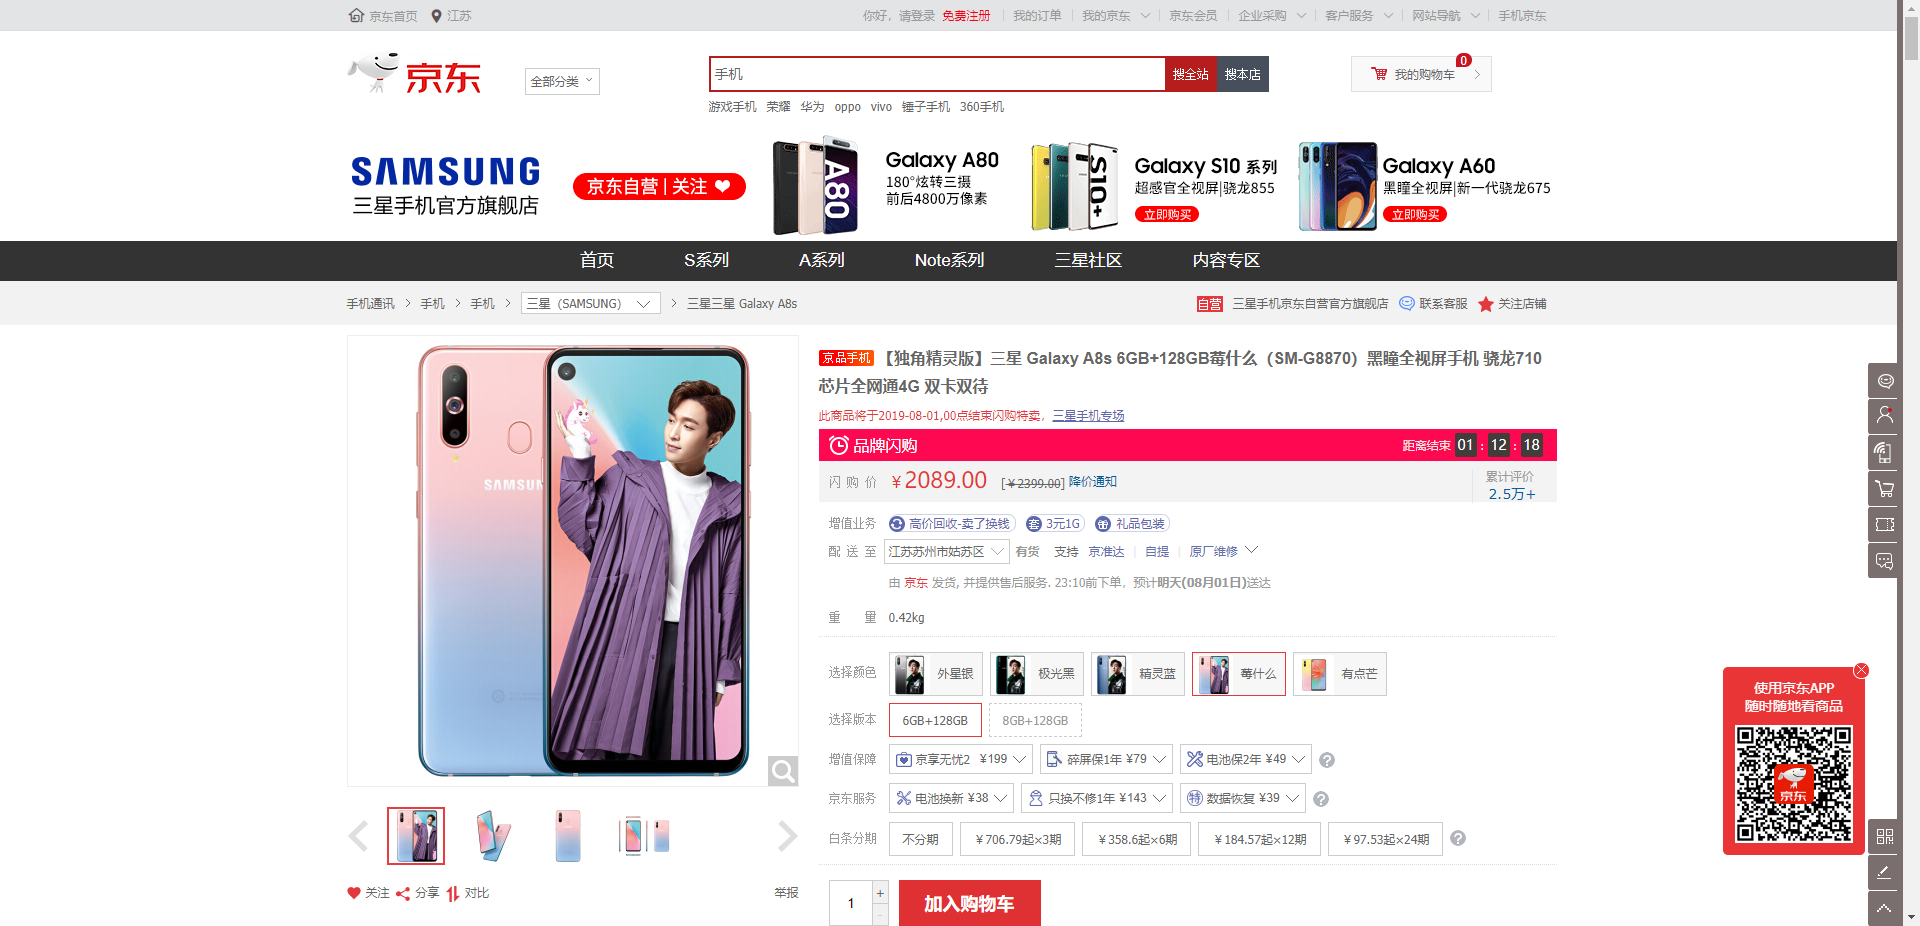 京东首页 江苏 你好，请登录 免费注册 我的订单 我的京东 京东会员 企业采购 客户服务 网站导航 手机京东
京东 全部分类 手机 搜全站 搜本店 我的购物车 0
游戏手机 荣耀 华为 oppo vivo 锤子手机 360手机
SAMSUNG
三星手机官方旗舰店
京东自营|关注
A80
Galaxy A80
180°炫转三摄
前后4800万像素
S10+
Galaxy S10 系列
超感官全视屏|骁龙855
立即购买
Galaxy A60
黑瞳全视屏|新一代骁龙675
立即购买
首页 S系列 A系列 Note系列 三星社区 内容专区
手机通讯 > 手机 > 手机 > 三星（SAMSUNG） > 三星三星 Galaxy A8s 自营 三星手机京东自营官方旗舰店 联系客服 关注店铺
SAMSUN
京品手机 【独角精灵版】三星 Galaxy A8s 6GB+128GB莓什么（SM-G8870）黑瞳全视屏手机 骁龙710
芯片全网通4G 双卡双待
此商品将于2019-08-01,00点结束闪购特卖，三星手机专场
品牌闪购 距离结束 01 : 12 : 18
闪 购 价 ￥2089.00 [￥2399.00] 降价通知 累计评价
2.5万+
增值业务 高价回收-卖了换钱 套 3元1G 礼品包装
配 送 至 江苏苏州市姑苏区 有货 支持 京准达 | 自提 | 原厂维修
由 京东 发货, 并提供售后服务. 23:10前下单，预计明天(08月01日)送达
重 量 0.42kg
选择颜色 外星银 极光黑 精灵蓝 莓什么 有点芒
选择版本 6GB+128GB 8GB+128GB
增值保障 京享无忧2 ￥199 碎屏保1年 ￥79 电池保2年 ￥49 ?
京东服务 电池换新 ￥38 只换不修1年 ￥143 特 数据恢复 ￥39 ?
白条分期 不分期 ￥706.79起×3期 ￥358.6起×6期 ￥184.57起×12期 ￥97.53起×24期 ?
关注 分享 对比 举报
1 + - 加入购物车
使用京东APP
随时随地看商品
京东